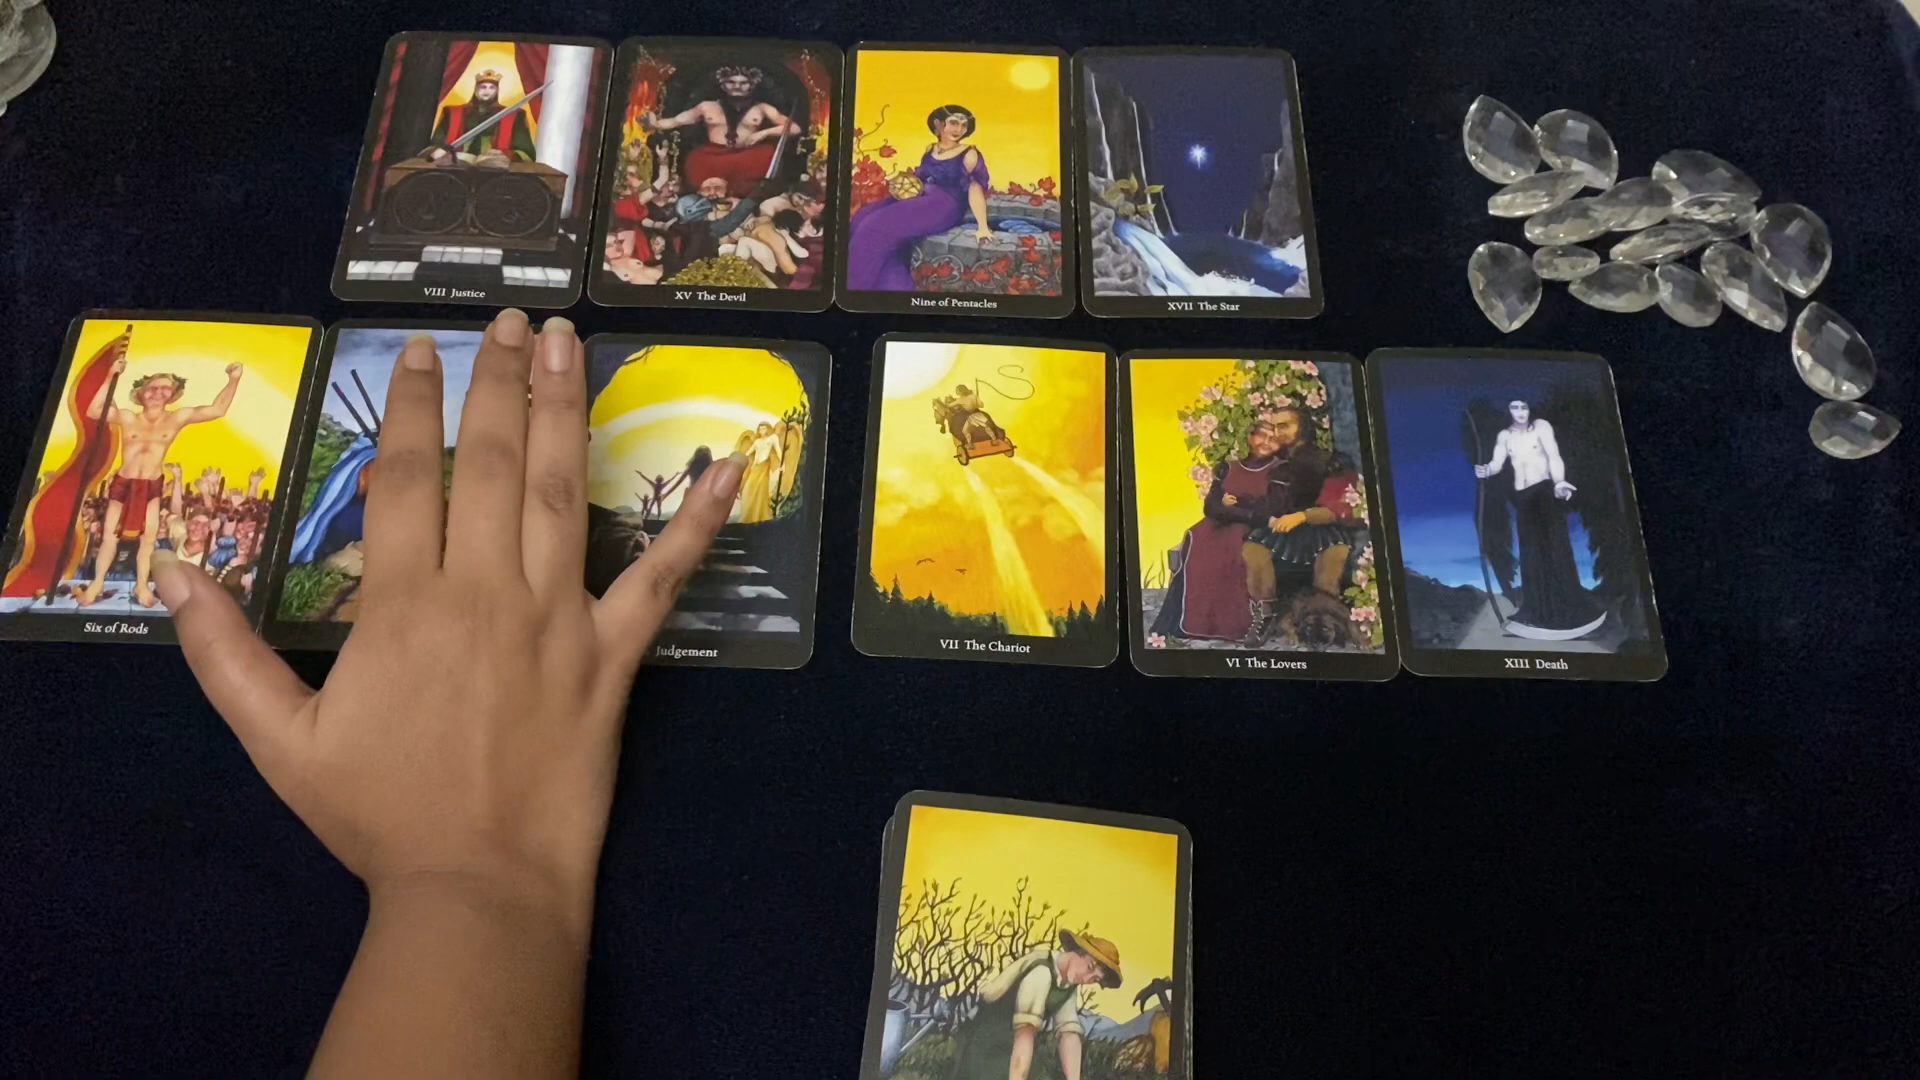 VIII Justice
XV The Devil
Nine of Pentacles
XVII The Star
Six of Rods
Judgement
VII The Chariot
VI The Lovers
XIII Death